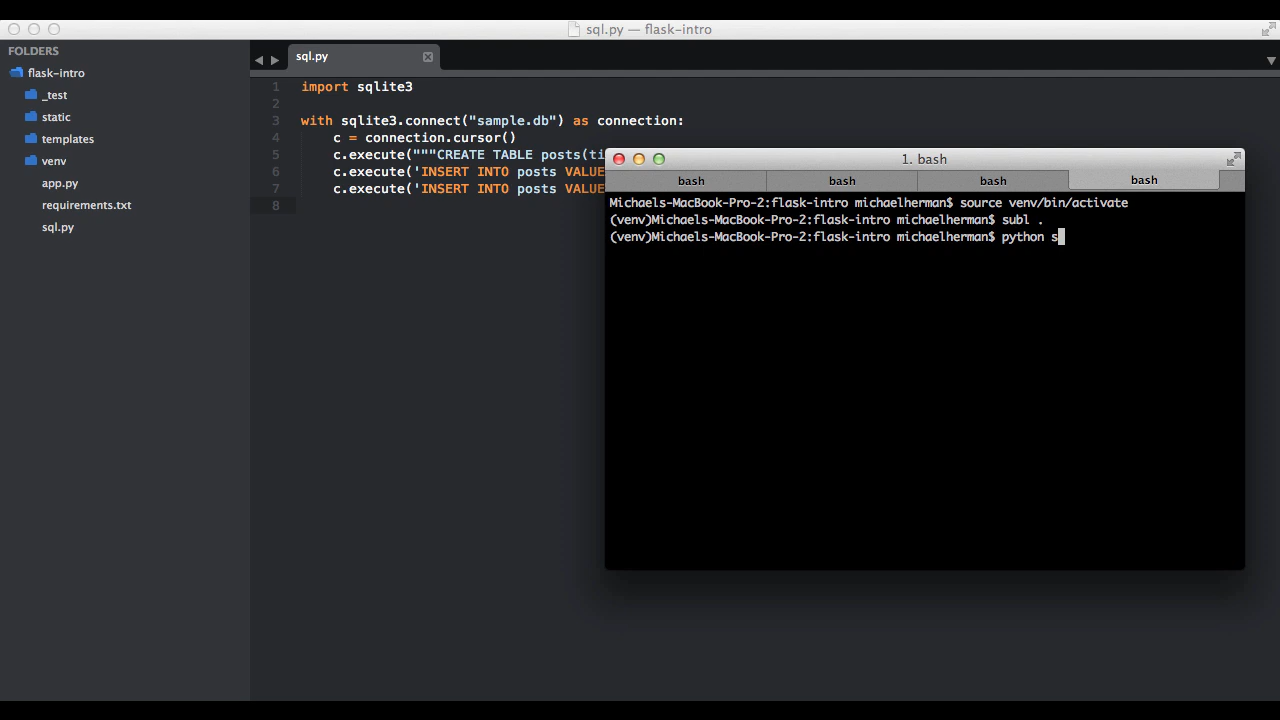 sql.py — flask-intro
FOLDERS
flask-intro
_test
static
templates
venv
app.py
requirements.txt
sql.py
sql.py
1 import sqlite3
2
3 with sqlite3.connect("sample.db") as connection:
4 c = connection.cursor()
5 c.execute("""CREATE TABLE posts(ti
6 c.execute('INSERT INTO posts VALUE
7 c.execute('INSERT INTO posts VALUE
8
1. bash
bash bash bash bash
Michaels-MacBook-Pro-2:flask-intro michaelherman$ source venv/bin/activate
(venv)Michaels-MacBook-Pro-2:flask-intro michaelherman$ subl .
(venv)Michaels-MacBook-Pro-2:flask-intro michaelherman$ python s